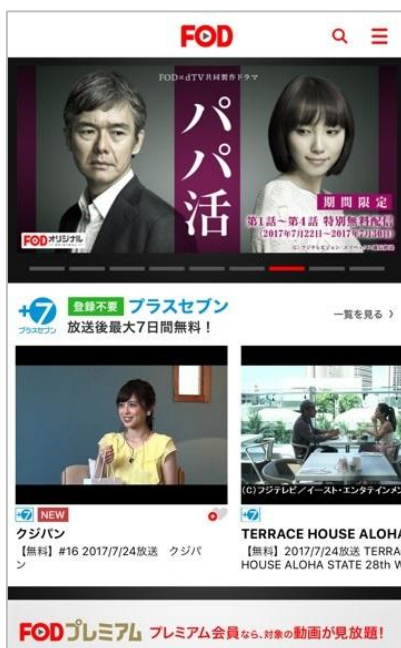 FOD
FOD×dTV共同製作ドラマ
パパ活
期間限定
第1話~第4話 特別無料配信
(2017年7月22日~2017年7月30日)
FODオリジナル
+7
プラスセブン
登録不要 プラスセブン
放送後最大7日間無料!
一覧を見る 〉
(C)フジテレビ/イースト・エンタテインメン
+7 NEW
クジパン
【無料】#16 2017/7/24放送 クジパ
ン
+7
TERRACE HOUSE ALOHA
【無料】2017/7/24放送 TERRA
HOUSE ALOHA STATE 28th W
FODプレミアム プレミアム会員なら、対象の動画が見放題!